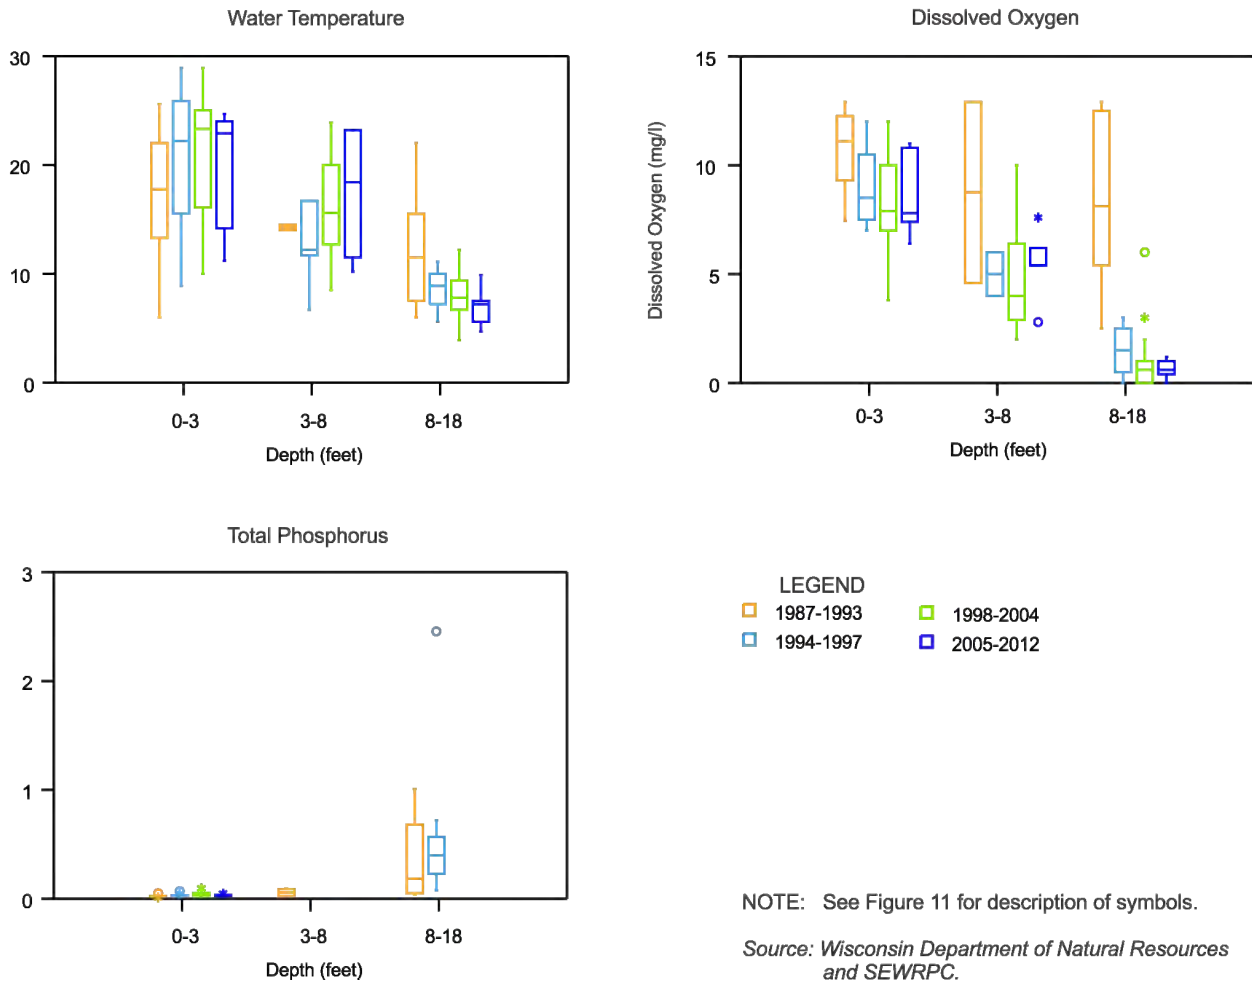 Water Temperature
30
20
10
0
0-3
3-8
8-18
Depth (feet)
Dissolved Oxygen
Dissolved Oxygen (mg/l)
15
10
5
0
0-3
3-8
8-18
Depth (feet)
Total Phosphorus
3
2
1
0
0-3
3-8
8-18
Depth (feet)
LEGEND
1987-1993
1998-2004
1994-1997
2005-2012
NOTE: See Figure 11 for description of symbols.
Source: Wisconsin Department of Natural Resources
and SEWRPC.